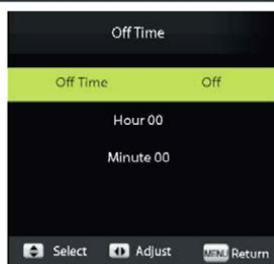 Off Time
Off Time Off
Hour 00
Minute 00
Select Adjust MENU Return